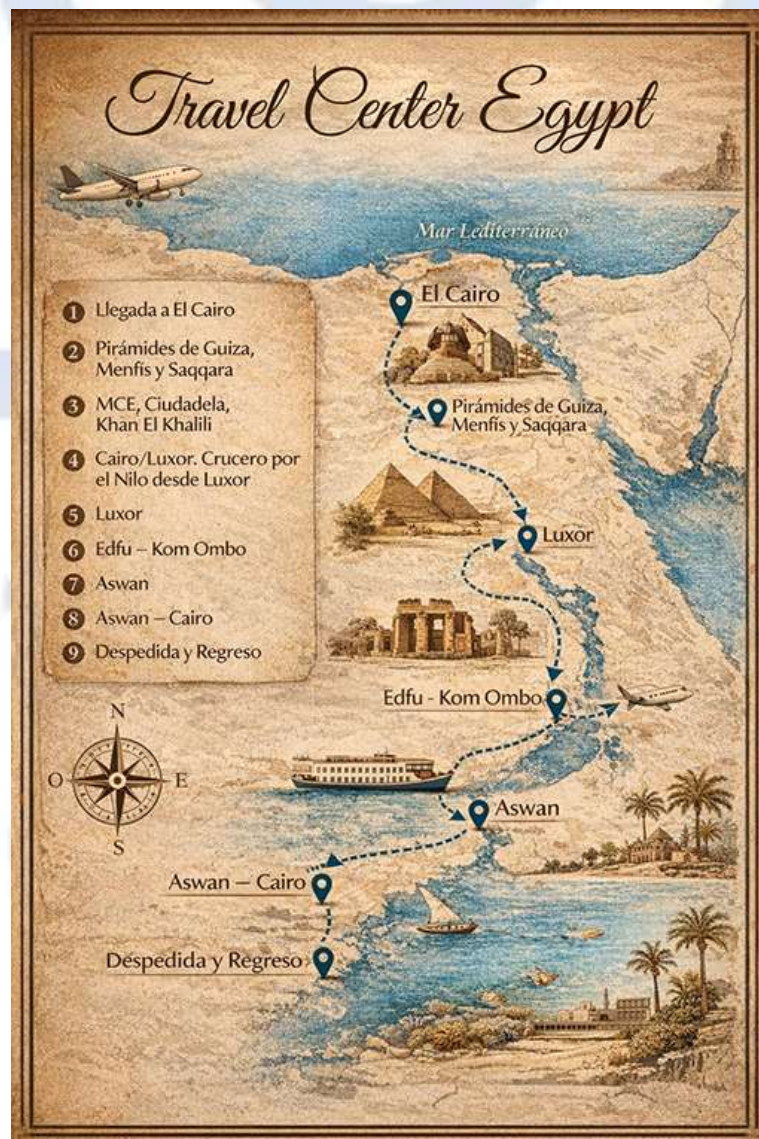 Travel Center Egypt
Mar Lediterráneo
1 Llegada a El Cairo
2 Pirámides de Guiza,
Menfis y Saqqara
3 MCE, Ciudadela,
Khan El Khalili
4 Cairo/Luxor. Crucero por
el Nilo desde Luxor
5 Luxor
6 Edfu – Kom Ombo
7 Aswan
8 Aswan – Cairo
9 Despedida y Regreso
El Cairo
Pirámides de Guiza,
Menfis y Saqqara
Luxor
Edfu - Kom Ombo
N
O E
S
Aswan
Aswan – Cairo
Despedida y Regreso